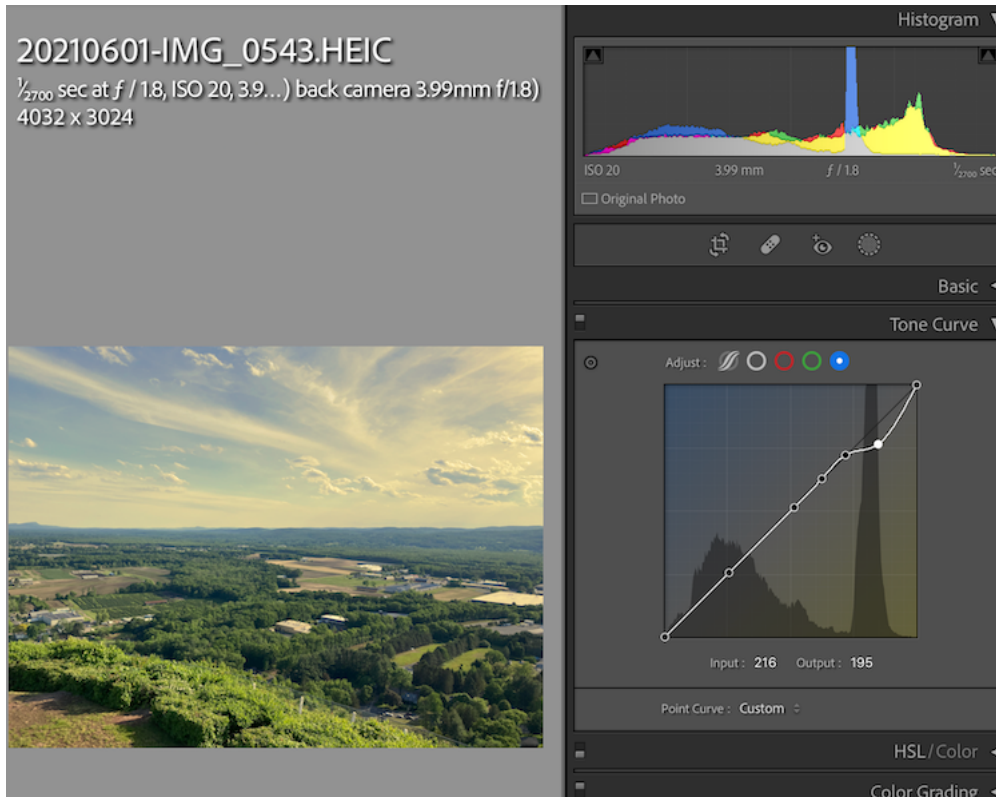 Histogram
20210601-IMG_0543.HEIC
1/2700 sec at ƒ / 1.8, ISO 20, 3.9...) back camera 3.99mm f/1.8)
4032 x 3024
ISO 20 3.99 mm ƒ / 1.8 1/2700 sec
Original Photo
Basic
Tone Curve
Adjust :
Input : 216 Output : 195
Point Curve : Custom
HSL / Color
Color Grading